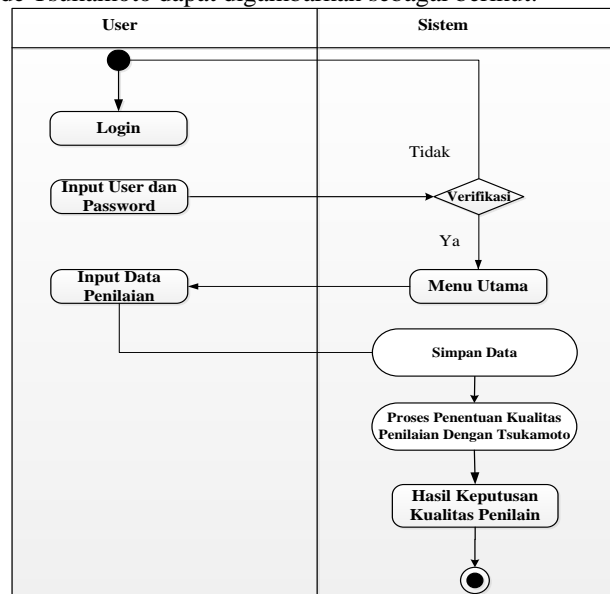 de Tsukamoto dapat digambarkan sebagai berikut:
User
Sistem
Login
Tidak
Input User dan
Password
Verifikasi
Ya
Input Data
Penilaian
Menu Utama
Simpan Data
Proses Penentuan Kualitas
Penilaian Dengan Tsukamoto
Hasil Keputusan
Kualitas Penilain